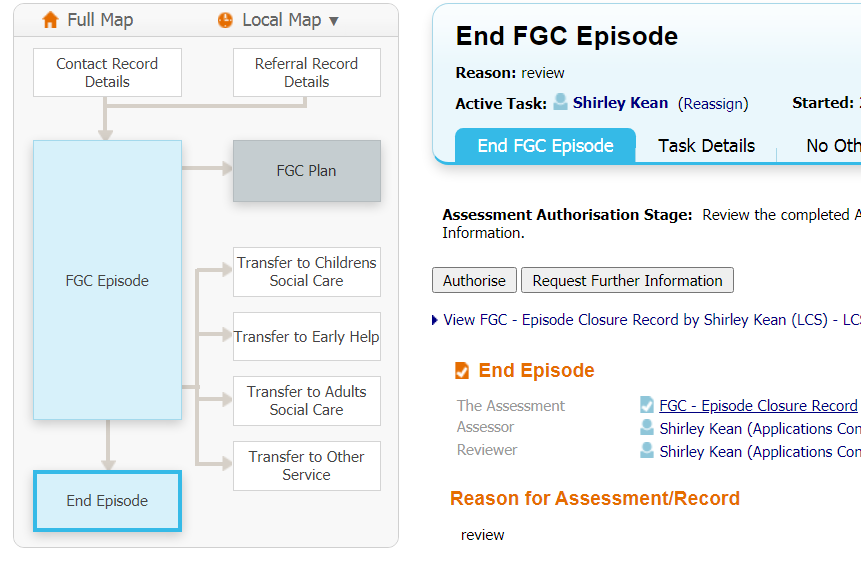 Full Map
Local Map ▼
Contact Record
Details
Referral Record
Details
FGC Episode
FGC Plan
Transfer to Childrens
Social Care
Transfer to Early Help
Transfer to Adults
Social Care
Transfer to Other
Service
End Episode
End FGC Episode
Reason: review
Active Task: Shirley Kean (Reassign) Started:
End FGC Episode Task Details No Oth
Assessment Authorisation Stage: Review the completed A
Information.
Authorise Request Further Information
View FGC - Episode Closure Record by Shirley Kean (LCS) - LCS
End Episode
The Assessment FGC - Episode Closure Record
Assessor Shirley Kean (Applications Con
Reviewer Shirley Kean (Applications Con
Reason for Assessment/Record
review